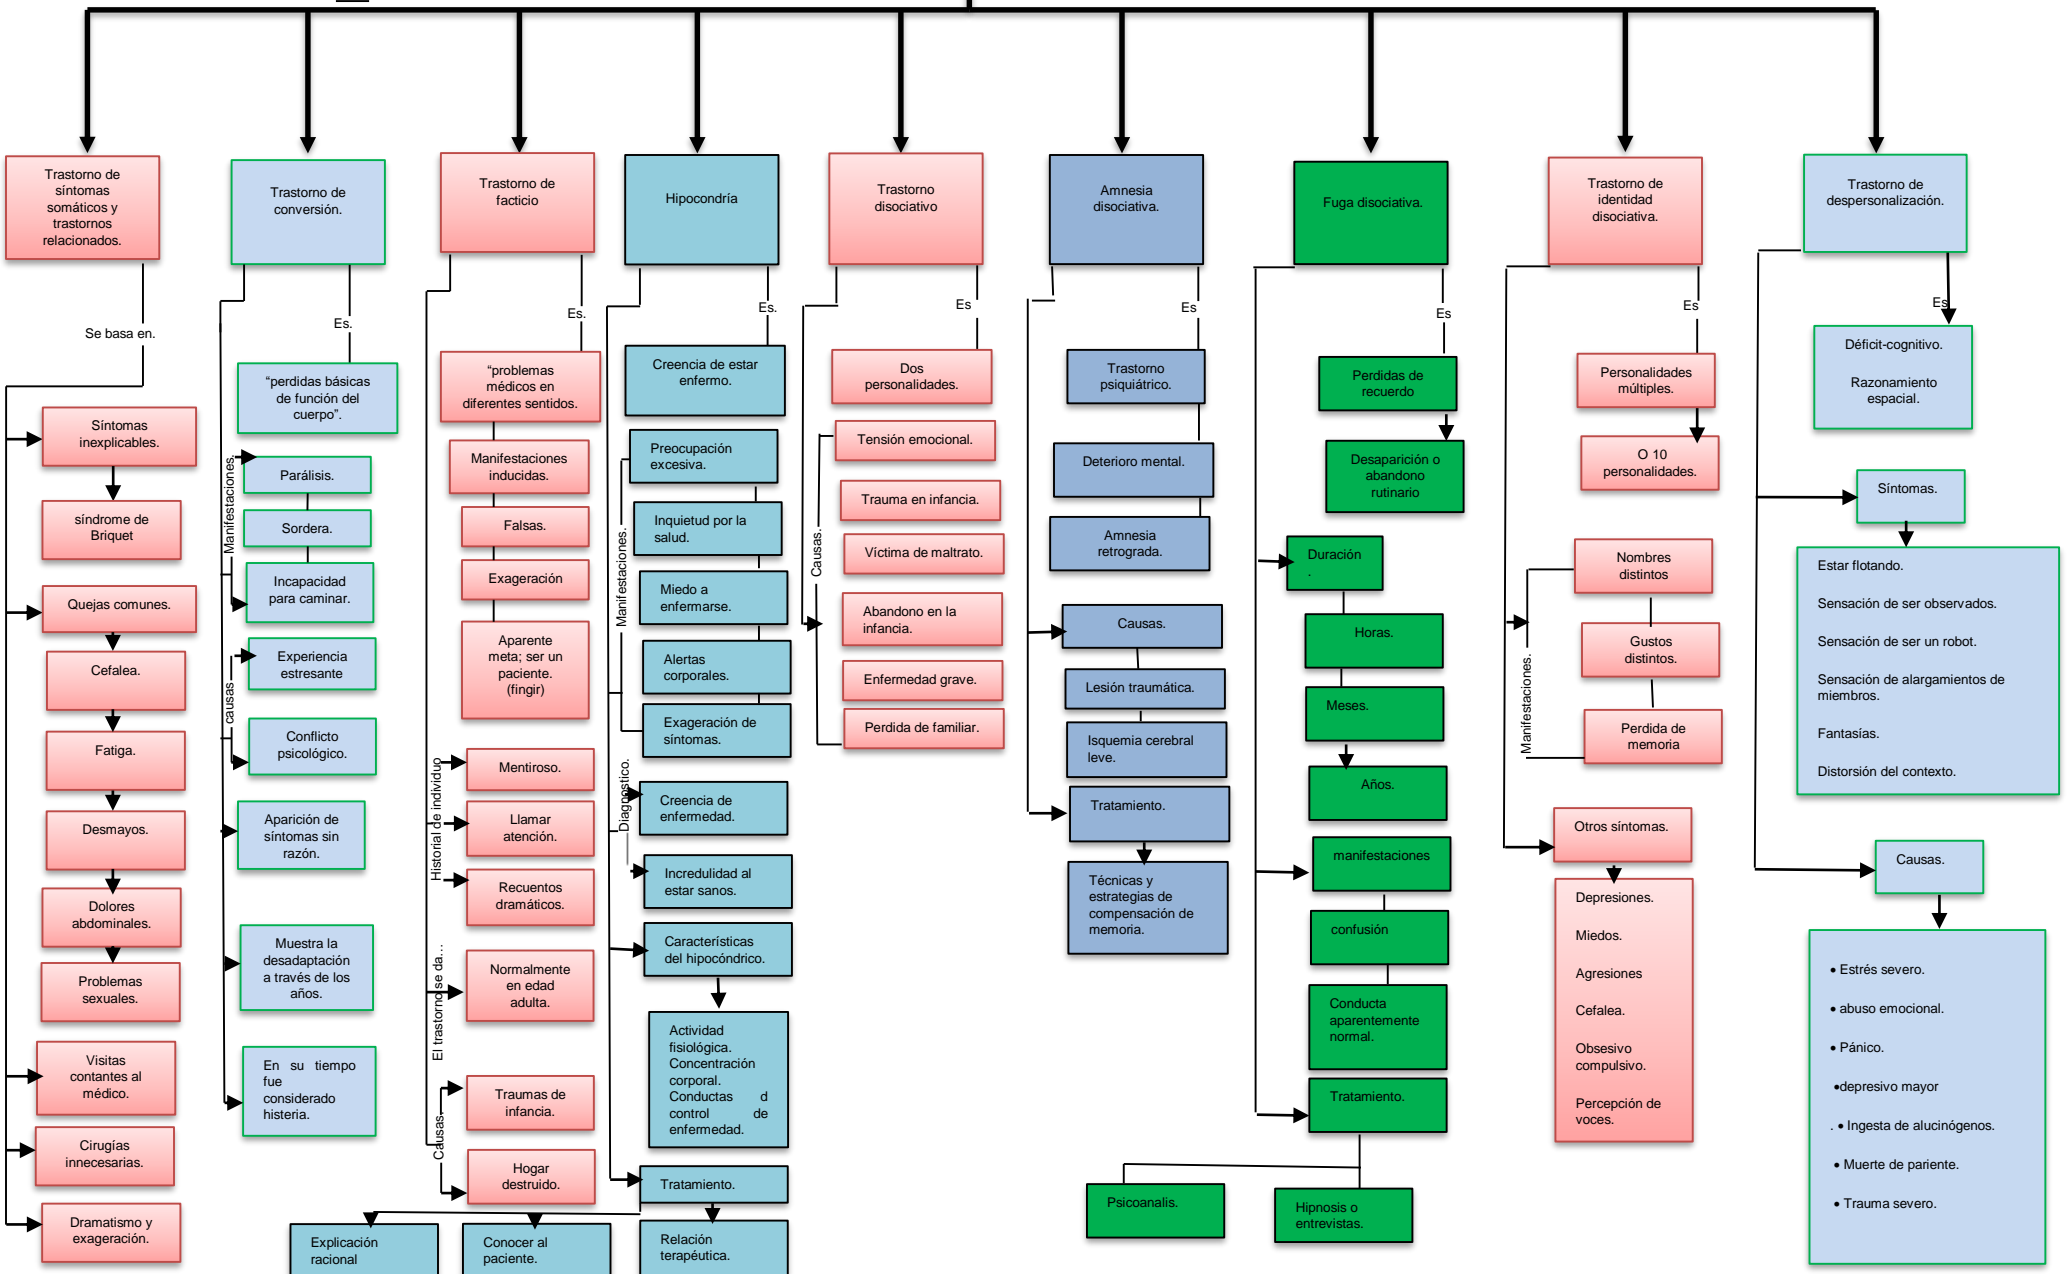 Trastorno de
síntomas
somáticos y
trastornos
relacionados.
Se basa en.
Síntomas
inexplicables.
síndrome de
Briquet
Quejas comunes.
Cefalea.
Fatiga.
Desmayos.
Dolores
abdominales.
Problemas
sexuales.
Visitas
contantes al
médico.
Cirugías
innecesarias.
Dramatismo y
exageración.
Trastorno de
conversión.
Es.
“perdidas básicas
de función del
cuerpo”.
Manifestaciones.
Parálisis.
Sordera.
Incapacidad
para caminar.
causas
Experiencia
estresante
Conflicto
psicológico.
Aparición de
síntomas sin
razón.
Muestra la
desadaptación
a través de los
años.
En su tiempo
fue
considerado
histeria.
Trastorno de
facticio
Es.
“problemas
médicos en
diferentes sentidos.
Manifestaciones
inducidas.
Falsas.
Exageración
Aparente
meta; ser un
paciente.
(fingir)
Historial de individuo
Mentiroso.
Llamar
atención.
Recuentos
dramáticos.
El trastorno se da...
Normalmente
en edad
adulta.
Causas.
Traumas de
infancia.
Hogar
destruido.
Hipocondría
Es.
Creencia de estar
enfermo.
Manifestaciones.
Preocupación
excesiva.
Inquietud por la
salud.
Miedo a
enfermarse.
Alertas
corporales.
Exageración de
síntomas.
Diagnostico.
Creencia de
enfermedad.
Incredulidad al
estar sanos.
Características
del hipocóndrico.
Actividad
fisiológica.
Concentración
corporal.
Conductas d
control de
enfermedad.
Tratamiento.
Explicación
racional
Conocer al
paciente.
Relación
terapéutica.
Trastorno
disociativo
Es
Dos
personalidades.
Causas.
Tensión emocional.
Trauma en infancia.
Víctima de maltrato.
Abandono en la
infancia.
Enfermedad grave.
Perdida de familiar.
Amnesia
disociativa.
Es
Trastorno
psiquiátrico.
Deterioro mental.
Amnesia
retrograda.
Causas.
Lesión traumática.
Isquemia cerebral
leve.
Tratamiento.
Técnicas y
estrategias de
compensación de
memoria.
Fuga disociativa.
Es
Perdidas de
recuerdo
Desaparición o
abandono
rutinario
Duración
.
Horas.
Meses.
Años.
manifestaciones
confusión
Conducta
aparentemente
normal.
Tratamiento.
Psicoanalis.
Hipnosis o
entrevistas.
Trastorno de
identidad
disociativa.
Es
Personalidades
múltiples.
O 10
personalidades.
Manifestaciones.
Nombres
distintos
Gustos
distintos.
Perdida de
memoria
Otros síntomas.
Depresiones.
Miedos.
Agresiones
Cefalea.
Obsesivo
compulsivo.
Percepción de
voces.
Trastorno de
despersonalización.
Es
Déficit-cognitivo.
Razonamiento
espacial.
Síntomas.
Estar flotando.
Sensación de ser observados.
Sensación de ser un robot.
Sensación de alargamientos de
miembros.
Fantasías.
Distorsión del contexto.
Causas.
• Estrés severo.
• abuso emocional.
• Pánico.
•depresivo mayor
. • Ingesta de alucinógenos.
• Muerte de pariente.
• Trauma severo.